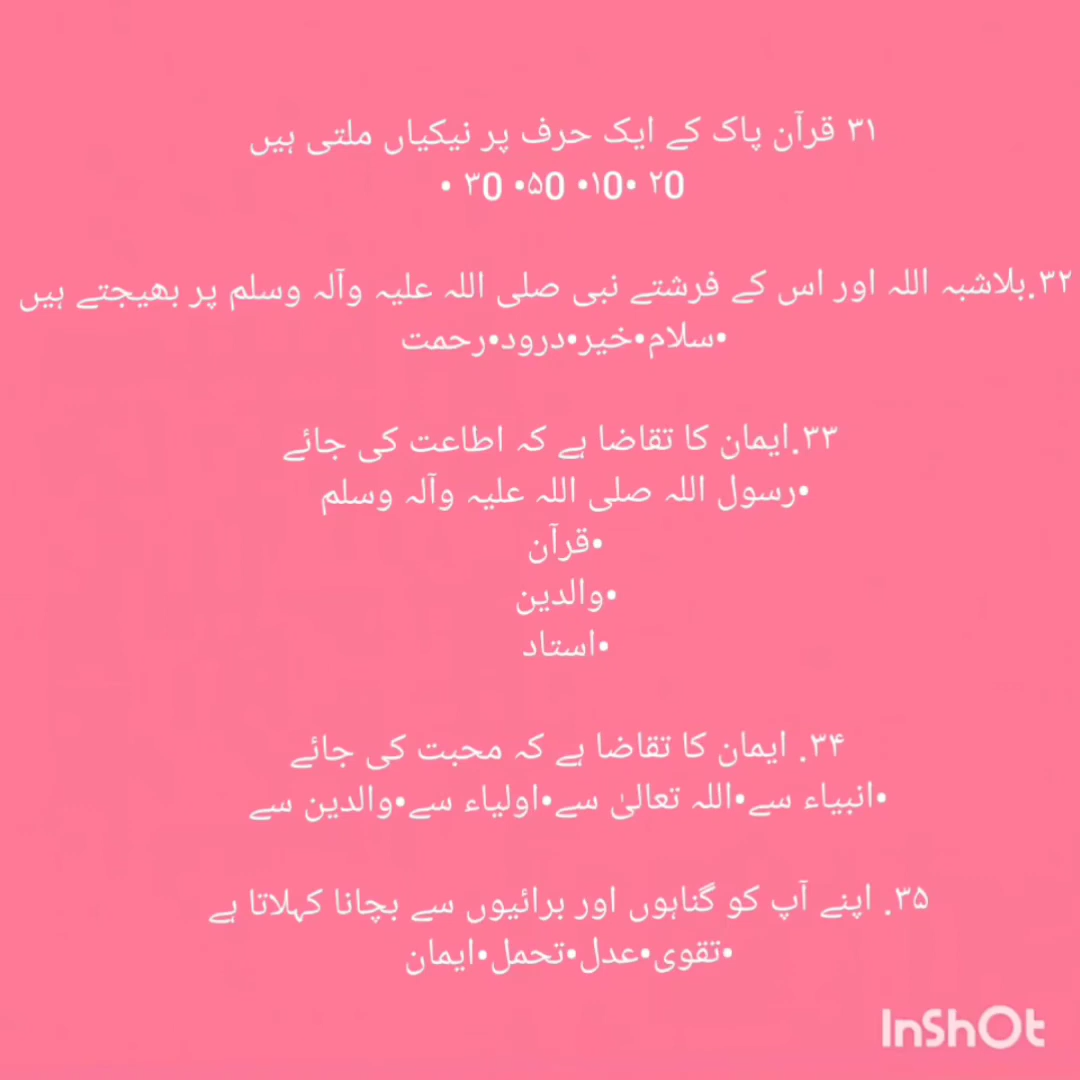 ۳۱ قرآن پاک کے ایک حرف پر نیکیاں ملتی ہیں
۲0 •۱0• ۵0• ۳0 •
۳۲.بلاشبہ اللہ اور اس کے فرشتے نبی صلی اللہ علیہ وآلہ وسلم پر بھیجتے ہیں
•سلام•خیر•درود•رحمت
۳۳.ایمان کا تقاضا ہے کہ اطاعت کی جائے
•رسول اللہ صلی اللہ علیہ وآلہ وسلم
•قرآن
•والدین
•استاد
۳۴. ایمان کا تقاضا ہے کہ محبت کی جائے
•انبیاء سے•اللہ تعالیٰ سے•اولیاء سے•والدین سے
۳۵. اپنے آپ کو گناہوں اور برائیوں سے بچانا کہلاتا ہے
•تقوی•عدل•تحمل•ایمان
InShOt